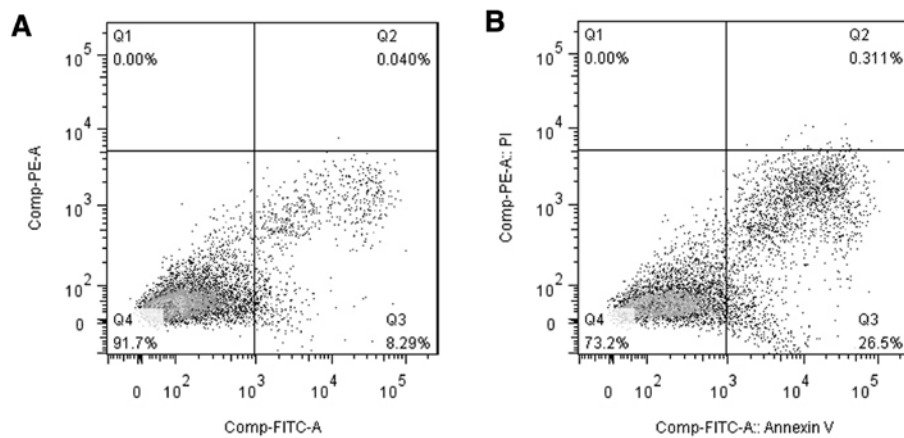 A
Q1
0.00%
Q2
0.040%
10^5
10^4
10^3
10^2
0
Comp-PE-A
Q4
91.7%
Q3
8.29%
0 10^2 10^3 10^4 10^5
Comp-FITC-A
B
Q1
0.00%
Q2
0.311%
10^5
10^4
10^3
10^2
0
Comp-PE-A:: PI
Q4
73.2%
Q3
26.5%
0 10^2 10^3 10^4 10^5
Comp-FITC-A:: Annexin V